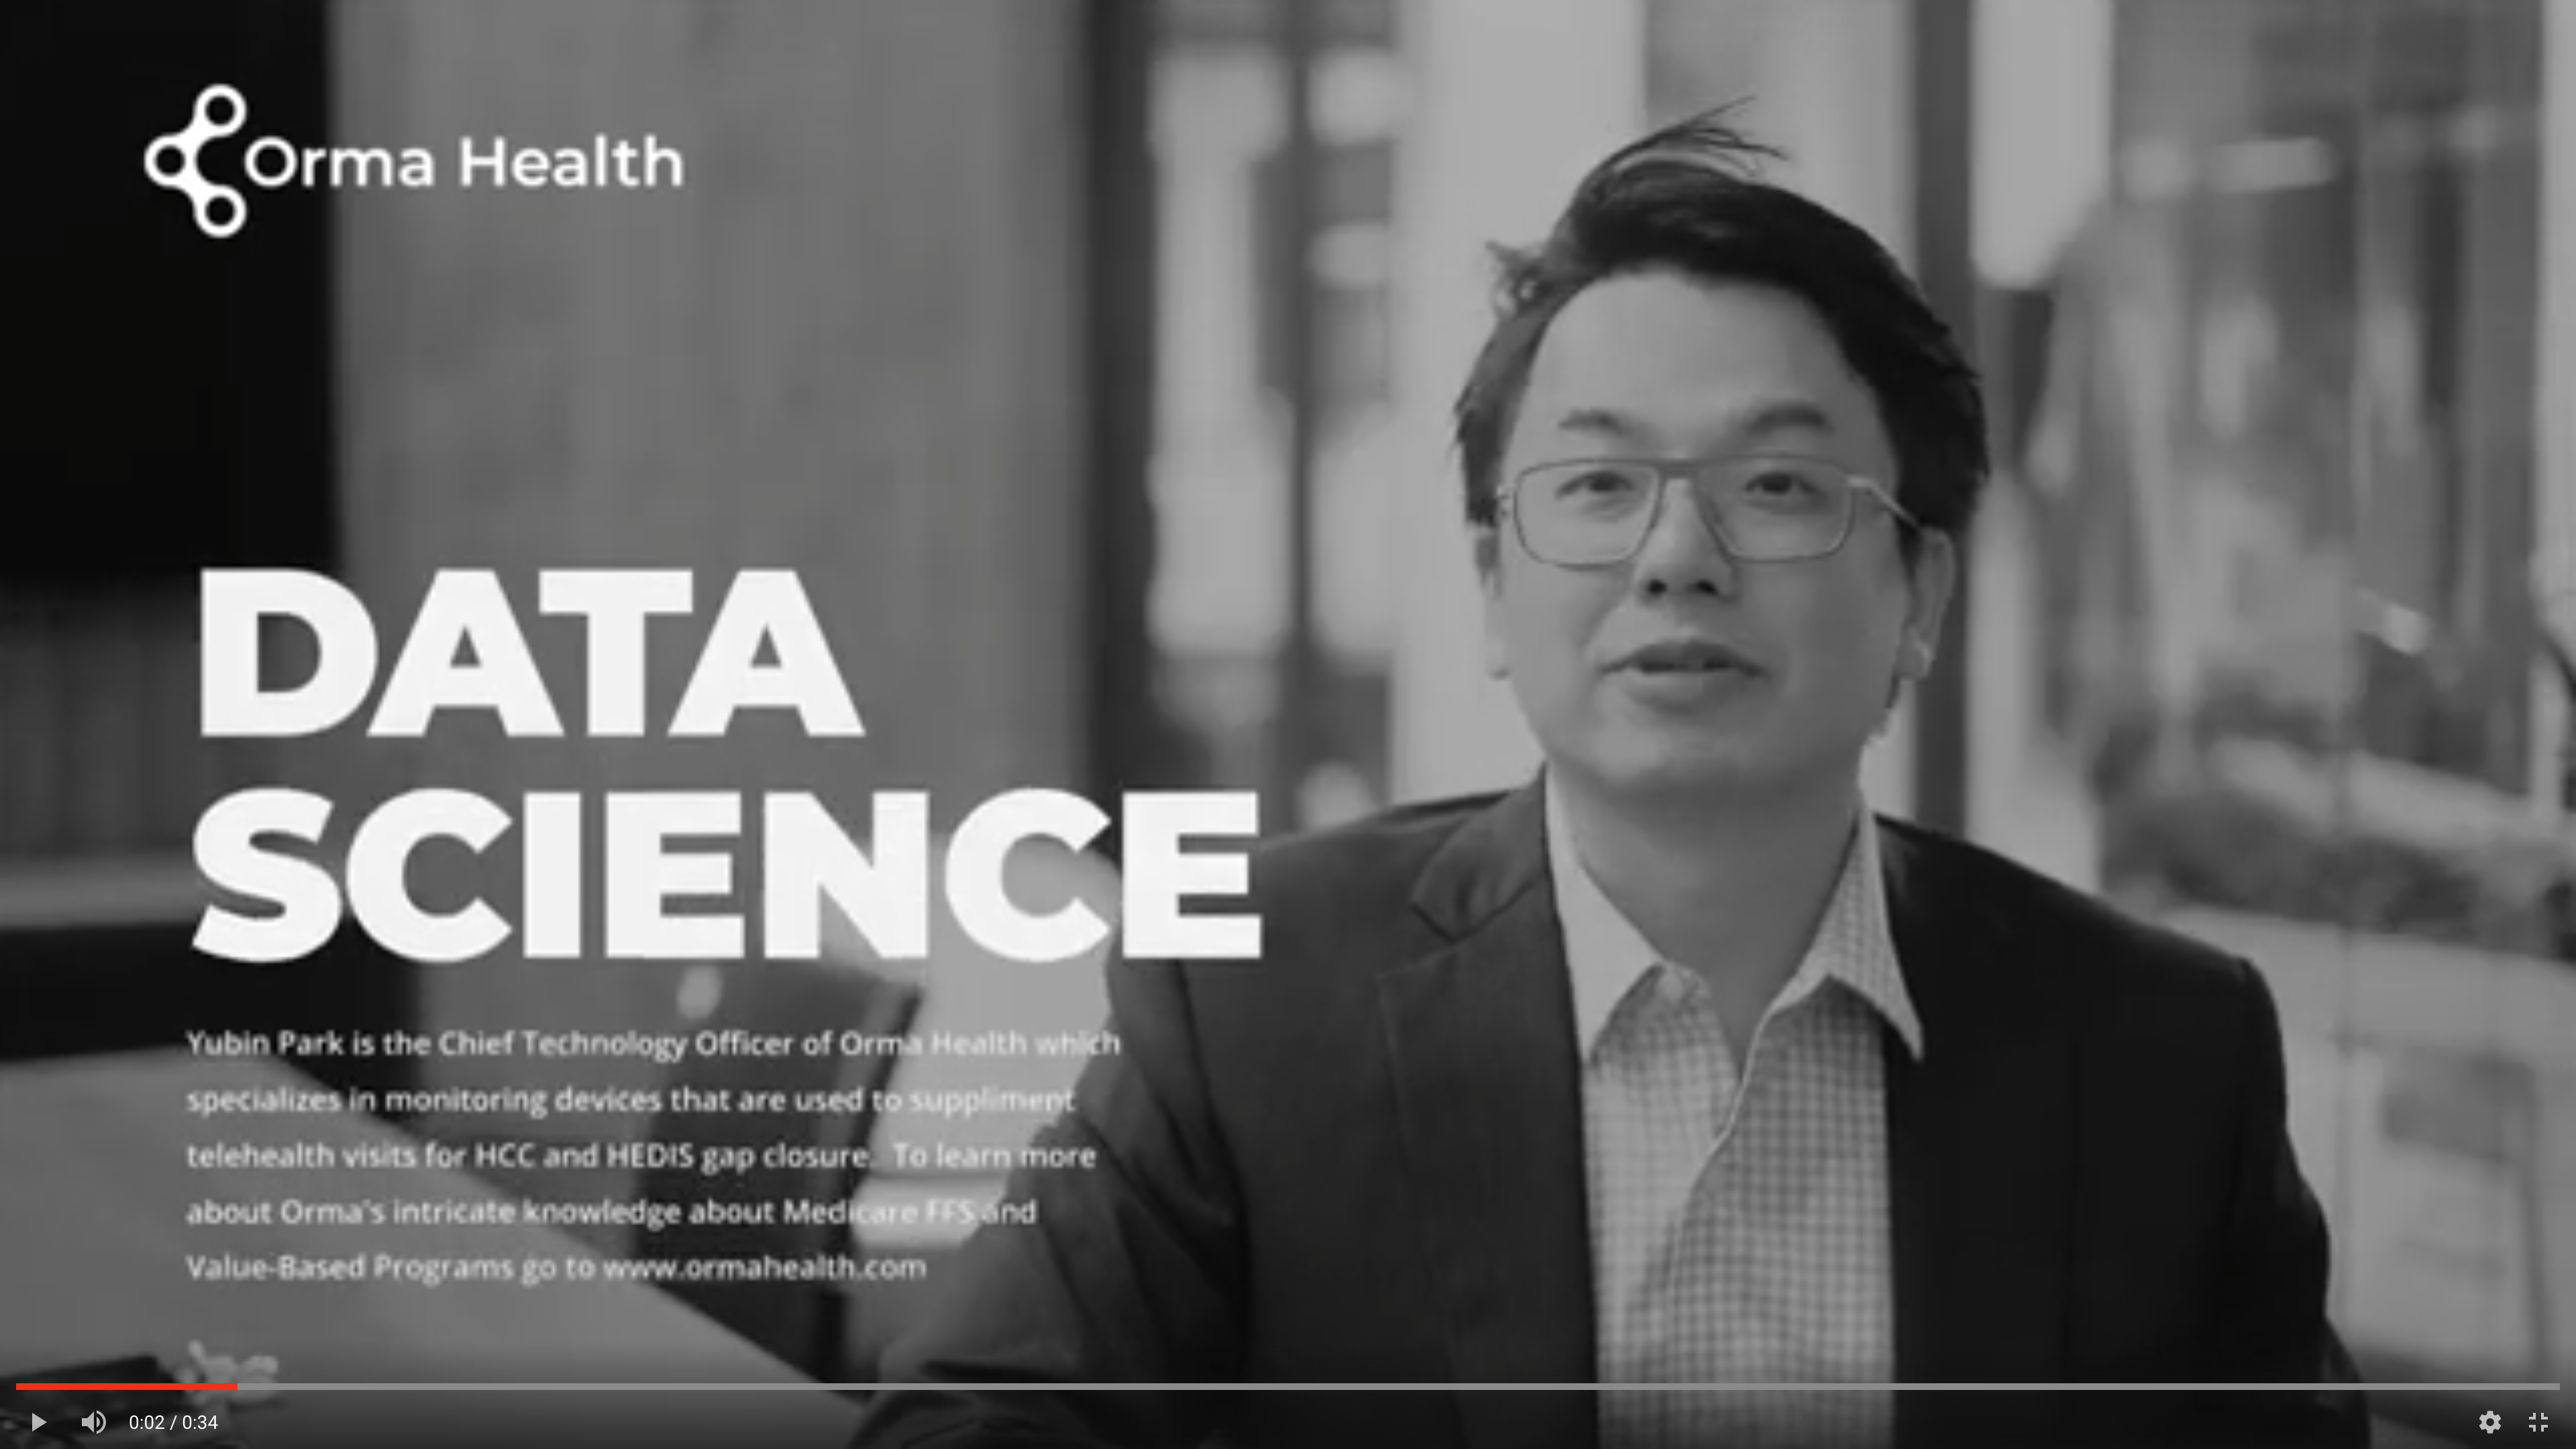 Orma Health
DATA
SCIENCE
Yubin Park is the Chief Technology Officer of Orma Health which
specializes in monitoring devices that are used to suppliment
telehealth visits for HCC and HEDIS gap closure.  To learn more
about Orma's intricate knowledge about Medicare FFS and
Value-Based Programs go to www.ormahealth.com
0:02 / 0:34